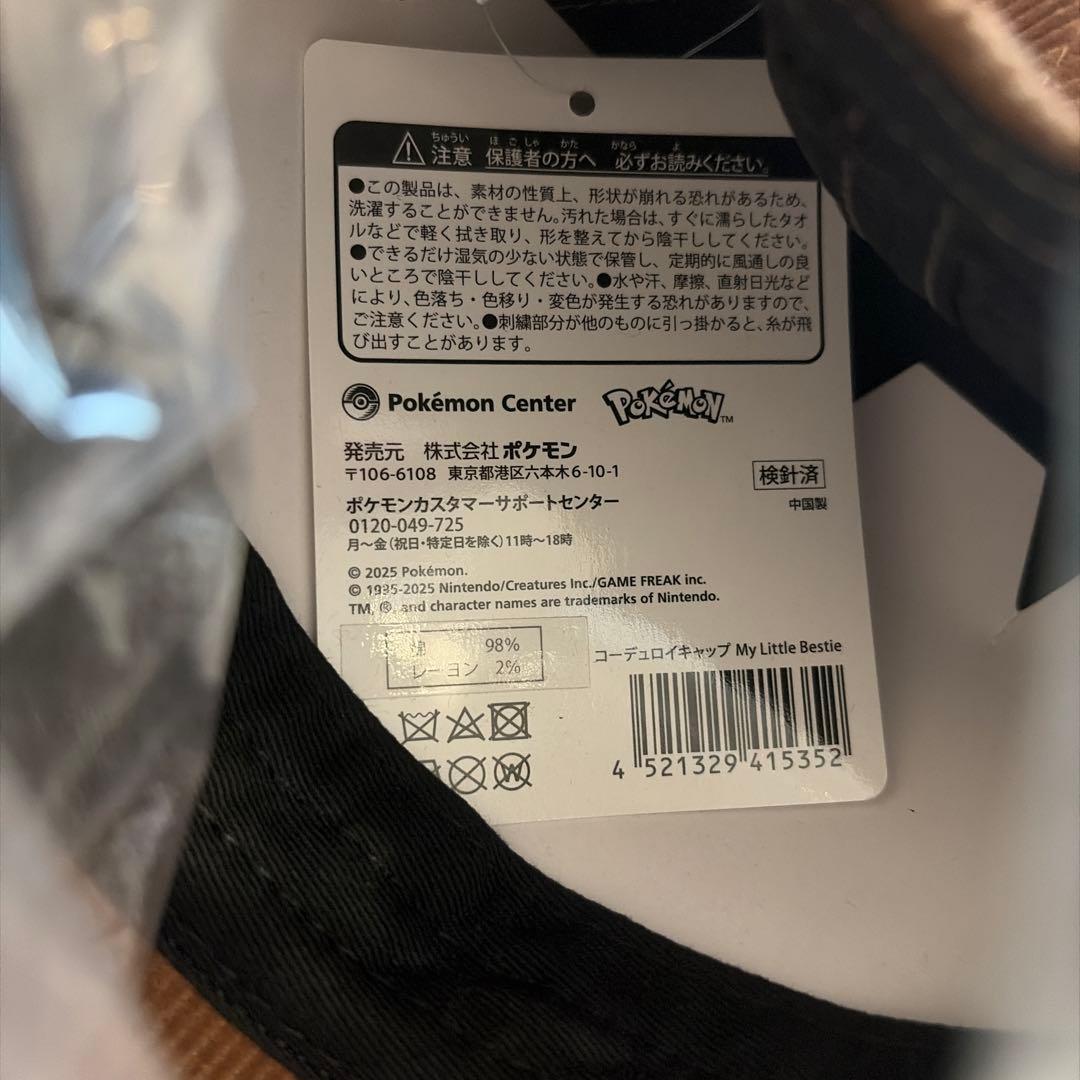 ちゅうい ほごしゃ かた かなら よ
注意 保護者の方へ 必ずお読みください。
●この製品は、素材の性質上、形状が崩れる恐れがあるため、
洗濯することができません。汚れた場合は、すぐに濡らしたタオ
ルなどで軽く拭き取り、形を整えてから陰干ししてください。
●できるだけ湿気の少ない状態で保管し、定期的に風通しの良
いところで陰干ししてください。●水や汗、摩擦、直射日光など
により、色落ち・色移り・変色が発生する恐れがありますので、
ご注意ください。●刺繍部分が他のものに引っ掛かると、糸が飛
び出すことがあります。
Pokémon Center POKéMON™
発売元 株式会社ポケモン
〒106-6108 東京都港区六本木6-10-1
検針済
ポケモンカスタマーサポートセンター
中国製
0120-049-725
月〜金(祝日・特定日を除く)11時〜18時
© 2025 Pokémon.
© 1995-2025 Nintendo/Creatures Inc./GAME FREAK inc.
TM, ®, and character names are trademarks of Nintendo.
綿 98%
レーヨン 2%
コーデュロイキャップ My Little Bestie
4 521329 415352